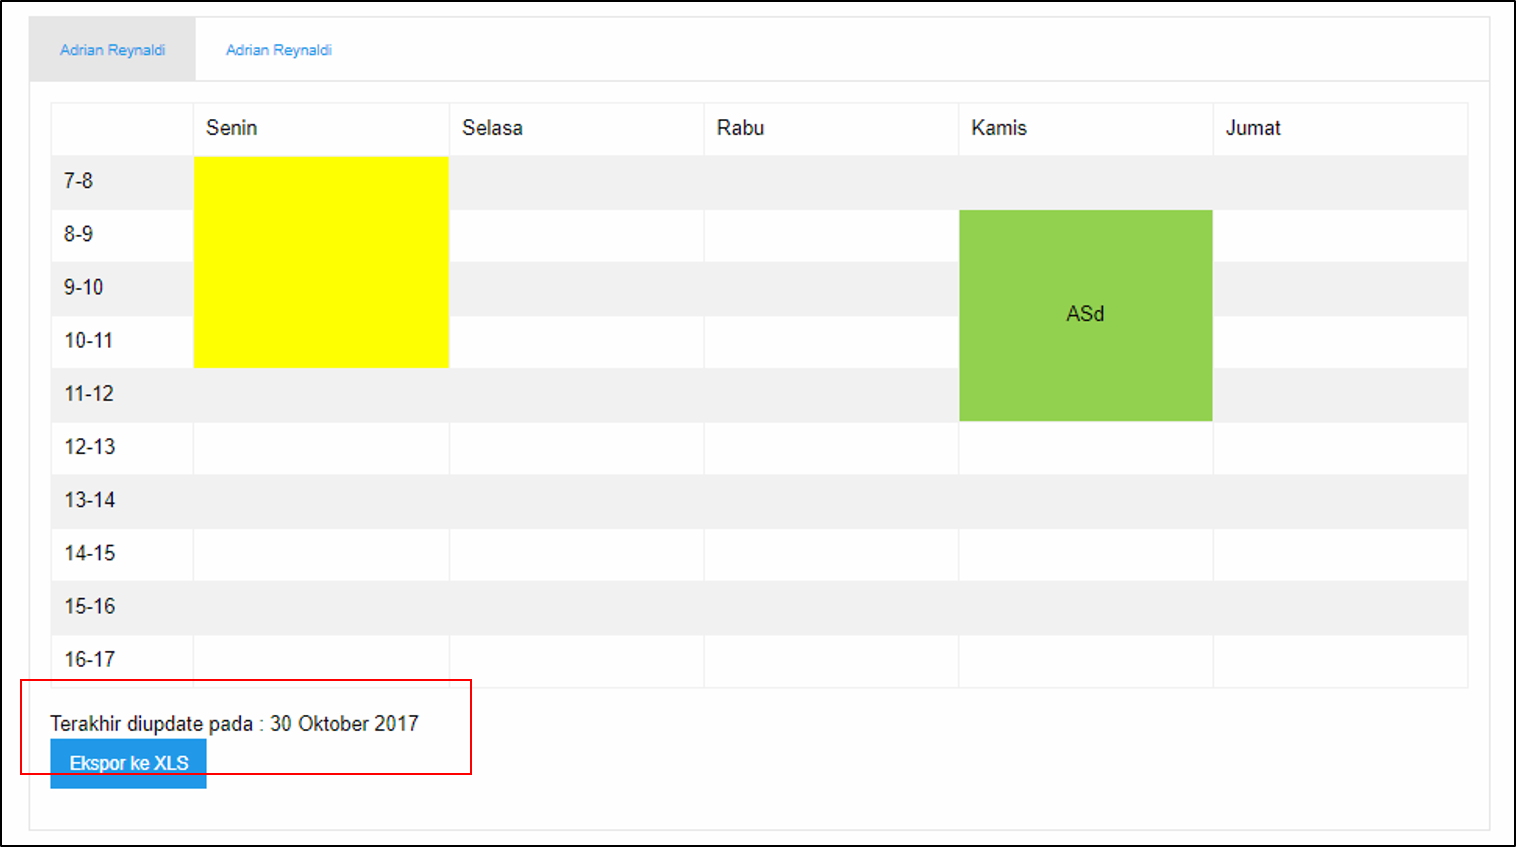 Adrian Reynaldi Adrian Reynaldi
Senin Selasa Rabu Kamis Jumat
7-8
8-9
9-10
ASd
10-11
11-12
12-13
13-14
14-15
15-16
16-17
Terakhir diupdate pada : 30 Oktober 2017
Ekspor ke XLS